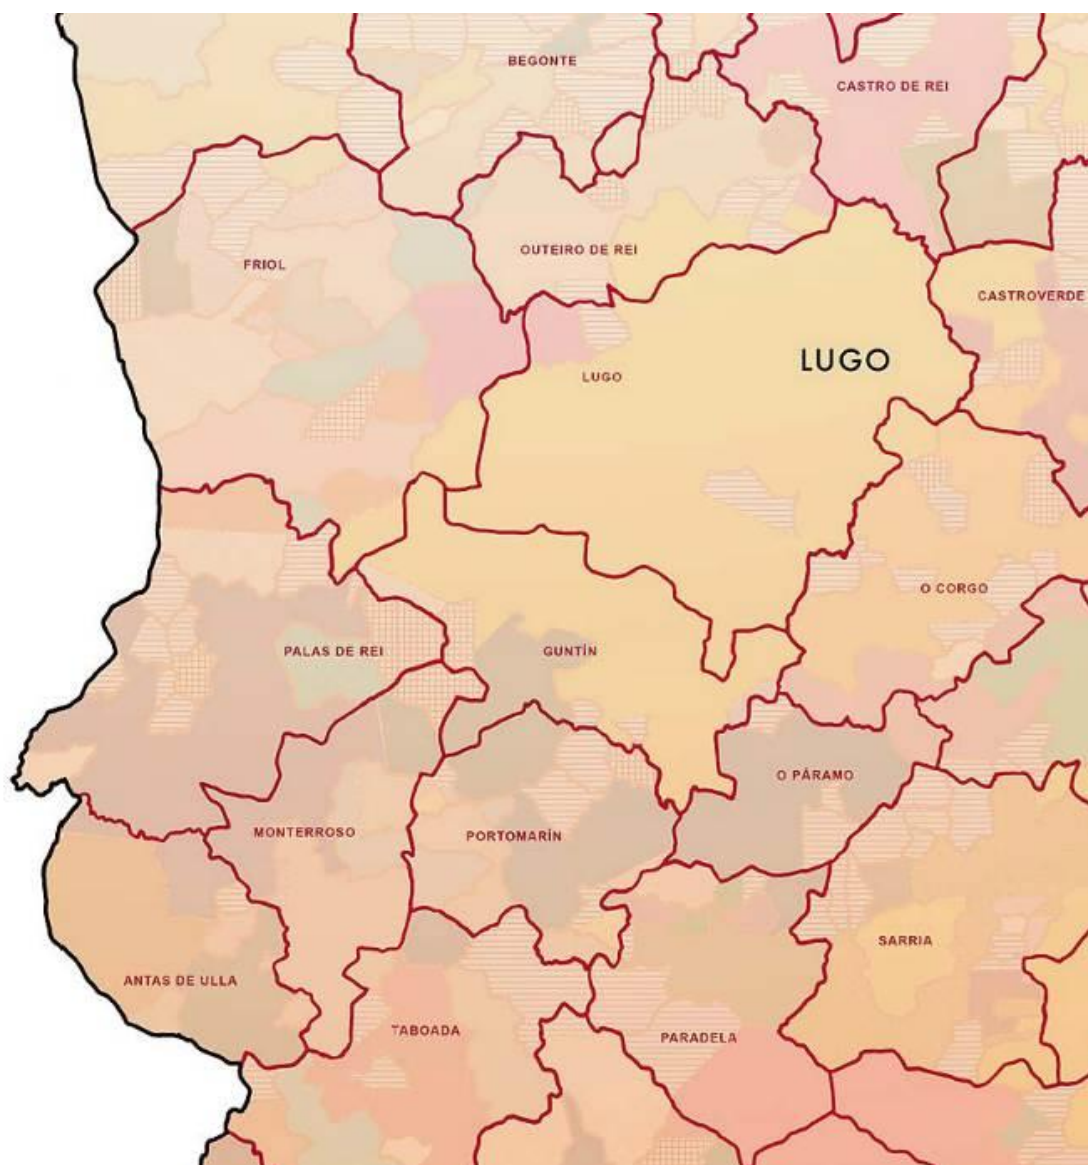 BEGONTE
CASTRO DE REI
OUTEIRO DE REI
FRIOL
CASTROVERDE
LUGO
LUGO
O CORGO
PALAS DE REI
GUNTÍN
O PÁRAMO
MONTERROSO
PORTOMARÍN
SARRIA
ANTAS DE ULLA
TABOADA
PARADELA